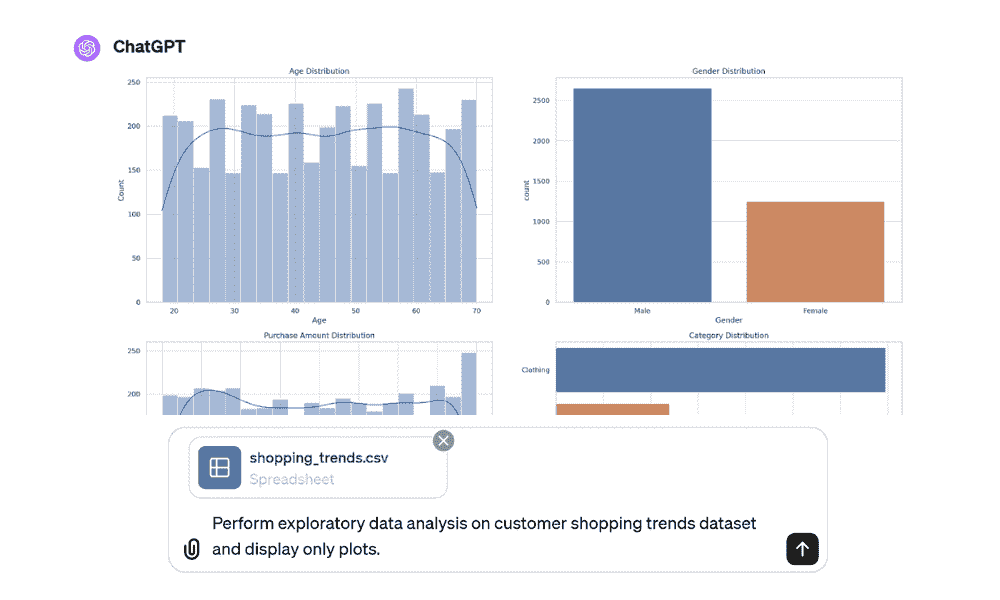 ChatGPT
Age Distribution
250
200
150
100
50
0
Count
20 30 40 50 60 70
Age
Gender Distribution
2500
2000
1500
1000
500
0
count
Male Female
Gender
Purchase Amount Distribution
250
200
Category Distribution
Clothing
shopping_trends.csv
Spreadsheet
Perform exploratory data analysis on customer shopping trends dataset
and display only plots.